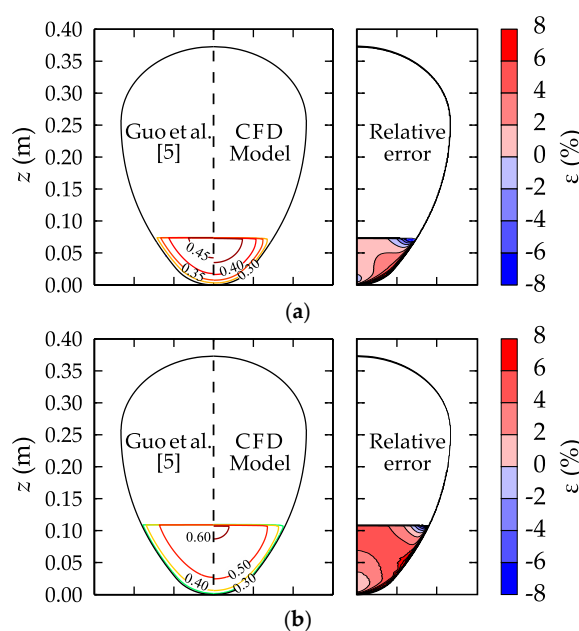 0.40
0.35
0.30
0.25
0.20
0.15
0.10
0.05
0.00
z (m)
Guo et al.
[5]
CFD
Model
0.45
0.40
0.35
0.30
Relative
error
8
6
4
2
0
-2
-4
-6
-8
ε (%)
(a)
0.40
0.35
0.30
0.25
0.20
0.15
0.10
0.05
0.00
z (m)
Guo et al.
[5]
CFD
Model
0.60
0.50
0.40
0.30
Relative
error
8
6
4
2
0
-2
-4
-6
-8
ε (%)
(b)